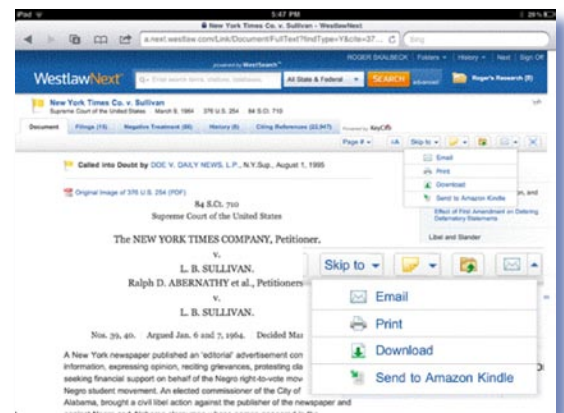 iPad
5:47 PM
New York Times Co. v. Sullivan - WestlawNext
a.next.westlaw.com/Link/Document/FullText?findType=Y&cite=37...
Bing
powered by WestSearch
ROGER SKALBECK Folders History Next Sign Off
WestlawNext
All State & Federal SEARCH advanced Roger's Research (0)
New York Times Co. v. Sullivan
Supreme Court of the United States March 9, 1964 376 U.S. 254 84 S.Ct. 710
Document Filings (15) Negative Treatment (66) History (5) Citing References (22,947) Powered by KeyCite
Page # AA Skip to
Called into Doubt by DOE V. DAILY NEWS, L.P., N.Y.Sup., August 1, 1995
Email
Print
Download
Send to Amazon Kindle
Original Image of 376 U.S. 254 (PDF)
84 S.Ct. 710
Supreme Court of the United States
Effect of First Amendment on Defining
Defamatory Statements
Libel and Slander
The NEW YORK TIMES COMPANY, Petitioner,
v.
L. B. SULLIVAN.
Ralph D. ABERNATHY et al., Petitioners
v.
L. B. SULLIVAN.
Nos. 39, 40. Argued Jan. 6 and 7, 1964. Decided Mar
Skip to
Email
Print
Download
Send to Amazon Kindle
A New York newspaper published an 'editorial' advertisement con
information, expressing opinion, reciting grievances, protesting cla
seeking financial support on behalf of the Negro right-to-vote mov
Negro student movement. An elected commissioner of the City of
Alabama, brought a civil libel action against the publisher of the newspaper and